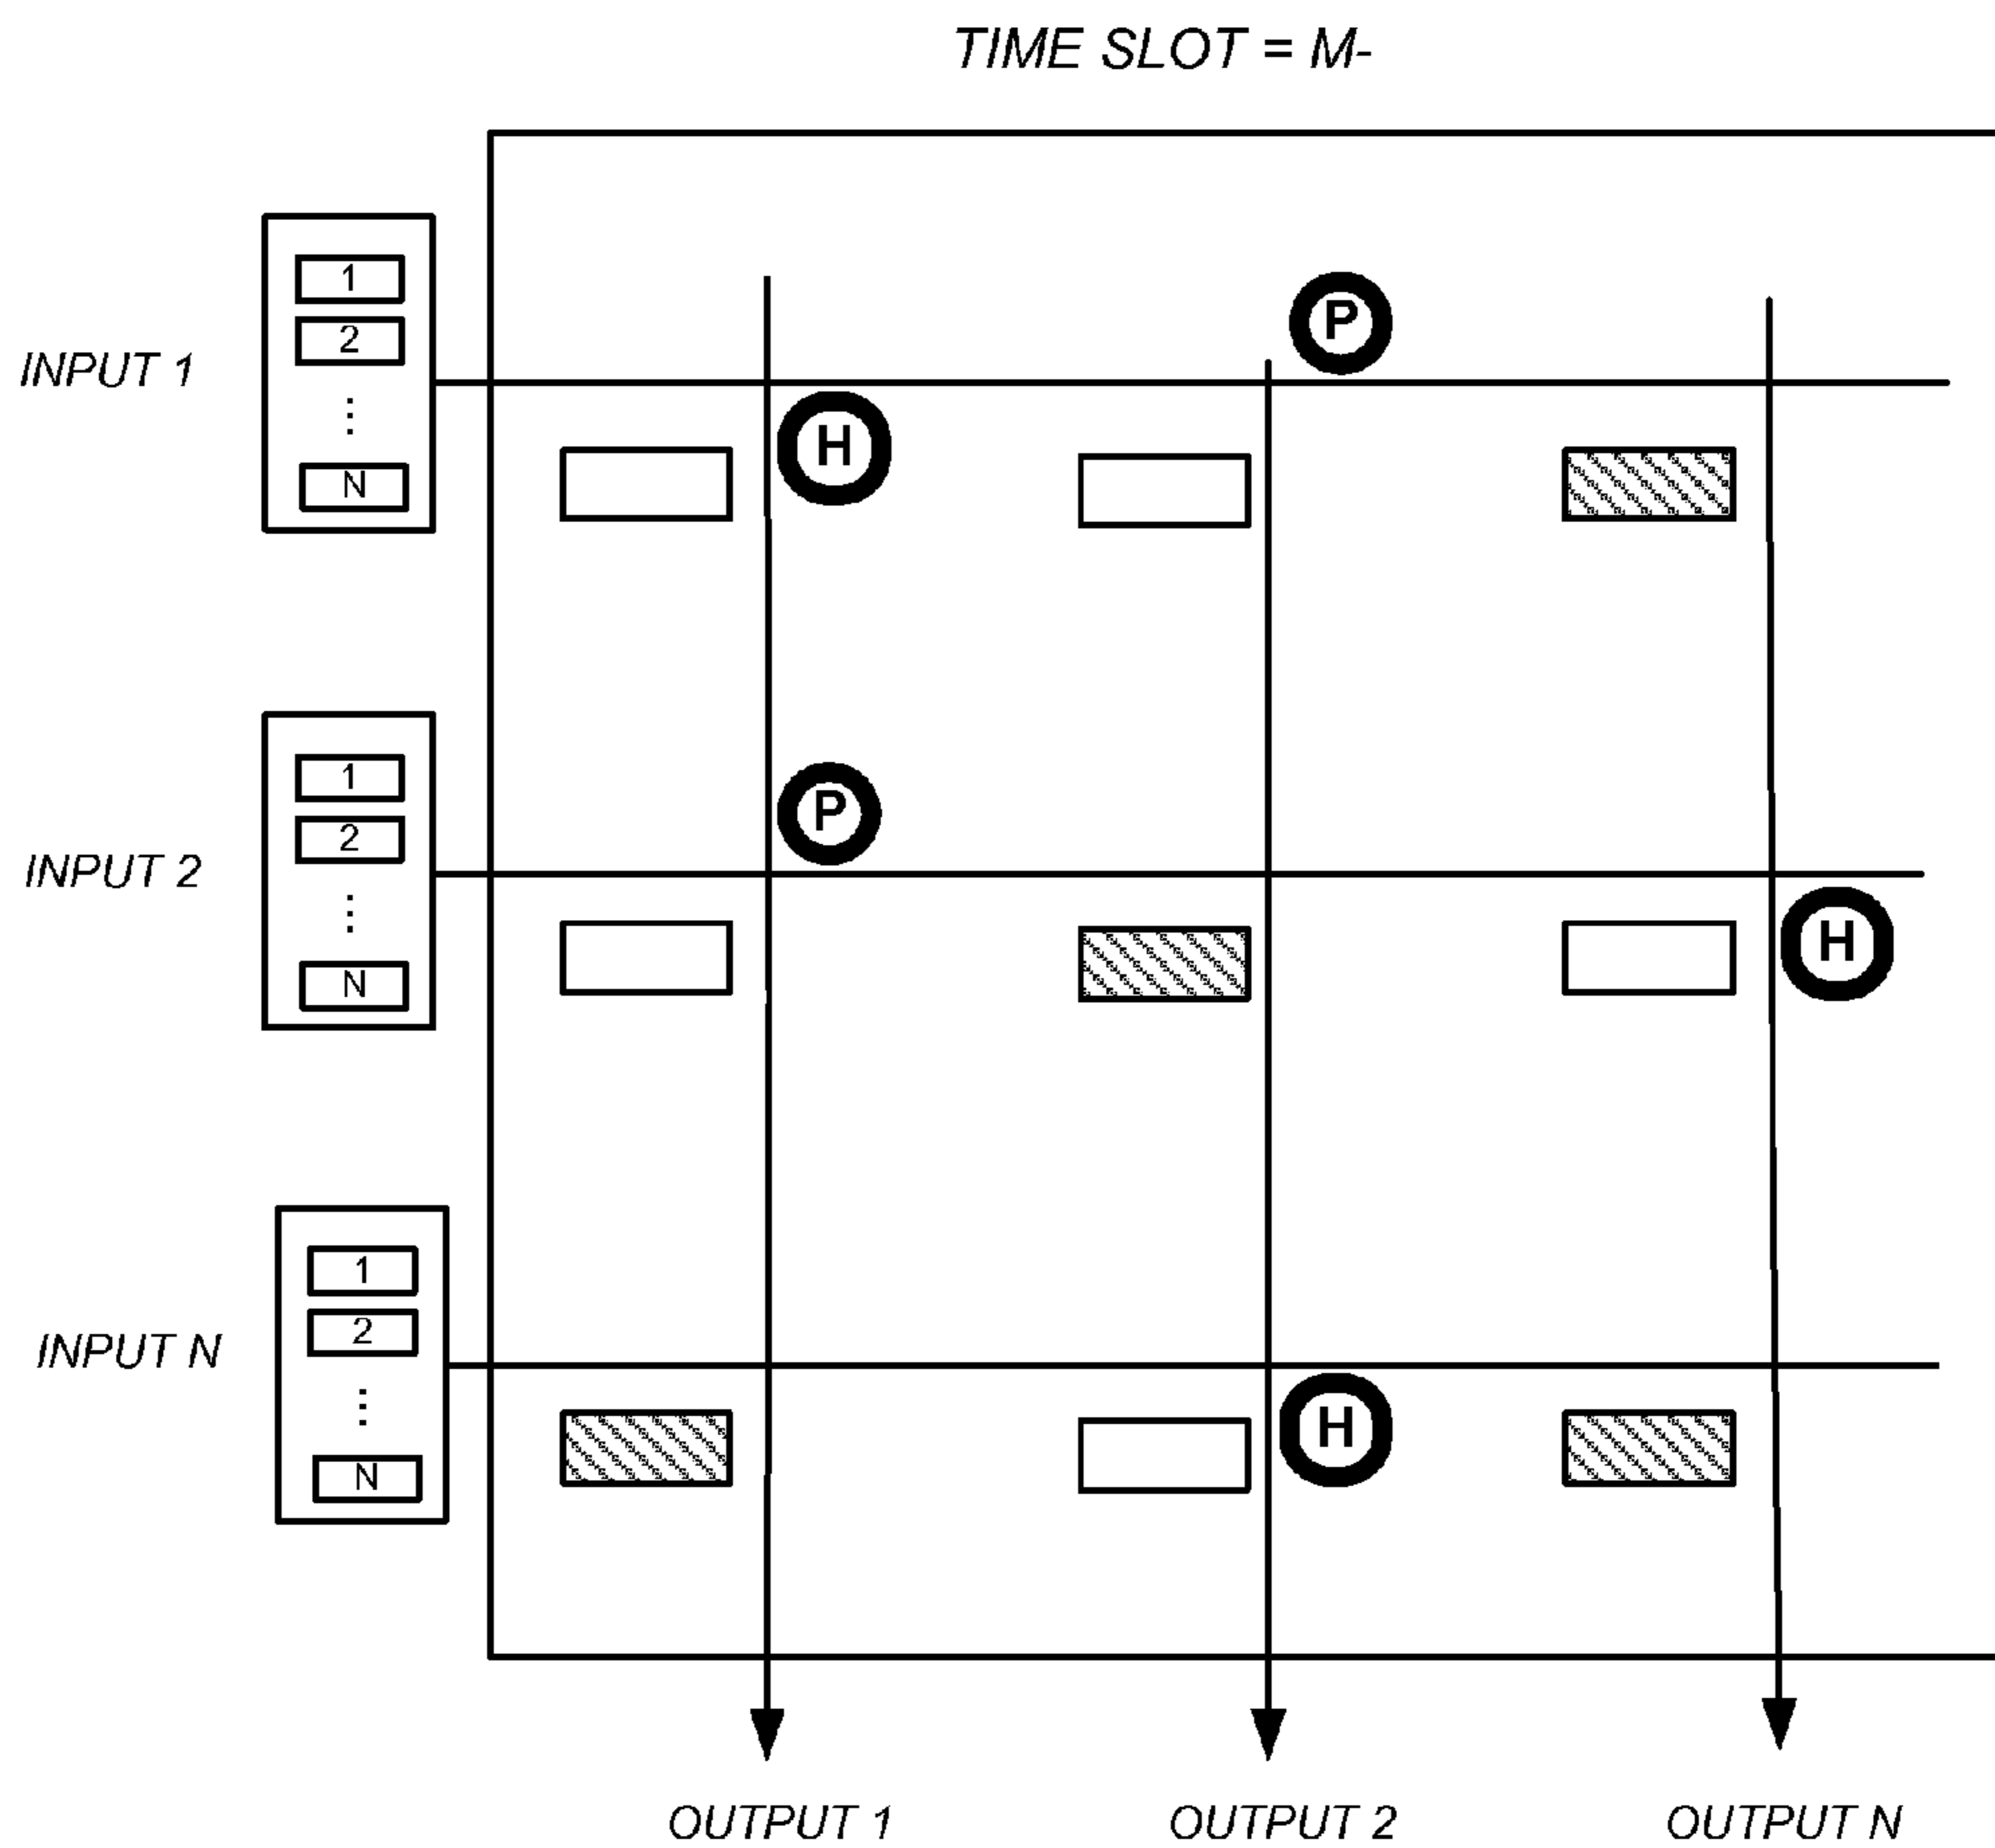 TIME SLOT = M-
INPUT 1
1
2
⋮
N
P
H
INPUT 2
1
2
⋮
N
P
H
INPUT N
1
2
⋮
N
H
OUTPUT 1
OUTPUT 2
OUTPUT N